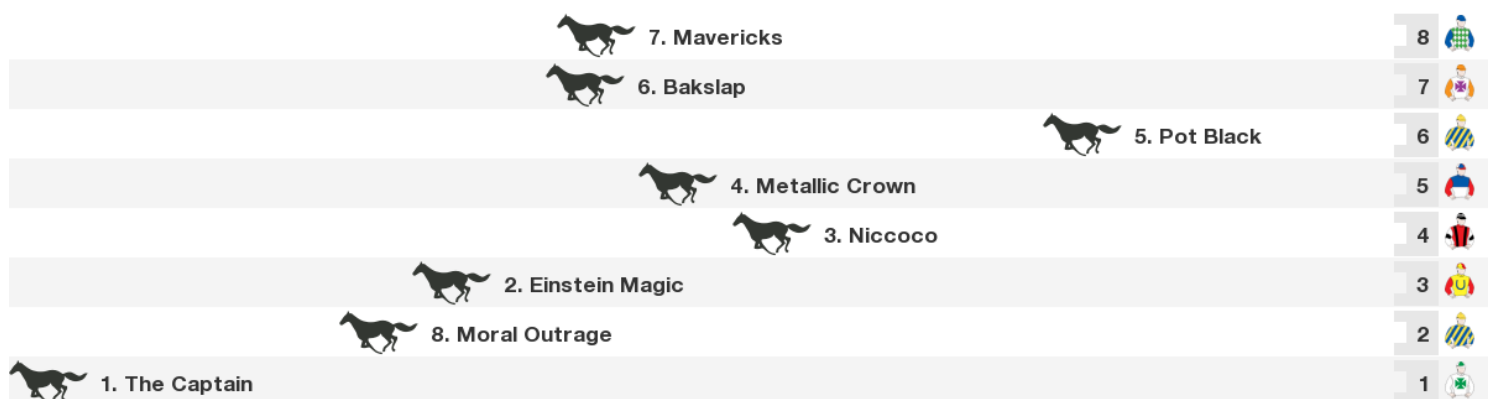 7. Mavericks 8
6. Bakslap 7
5. Pot Black 6
4. Metallic Crown 5
3. Niccoco 4
2. Einstein Magic 3
8. Moral Outrage 2
1. The Captain 1